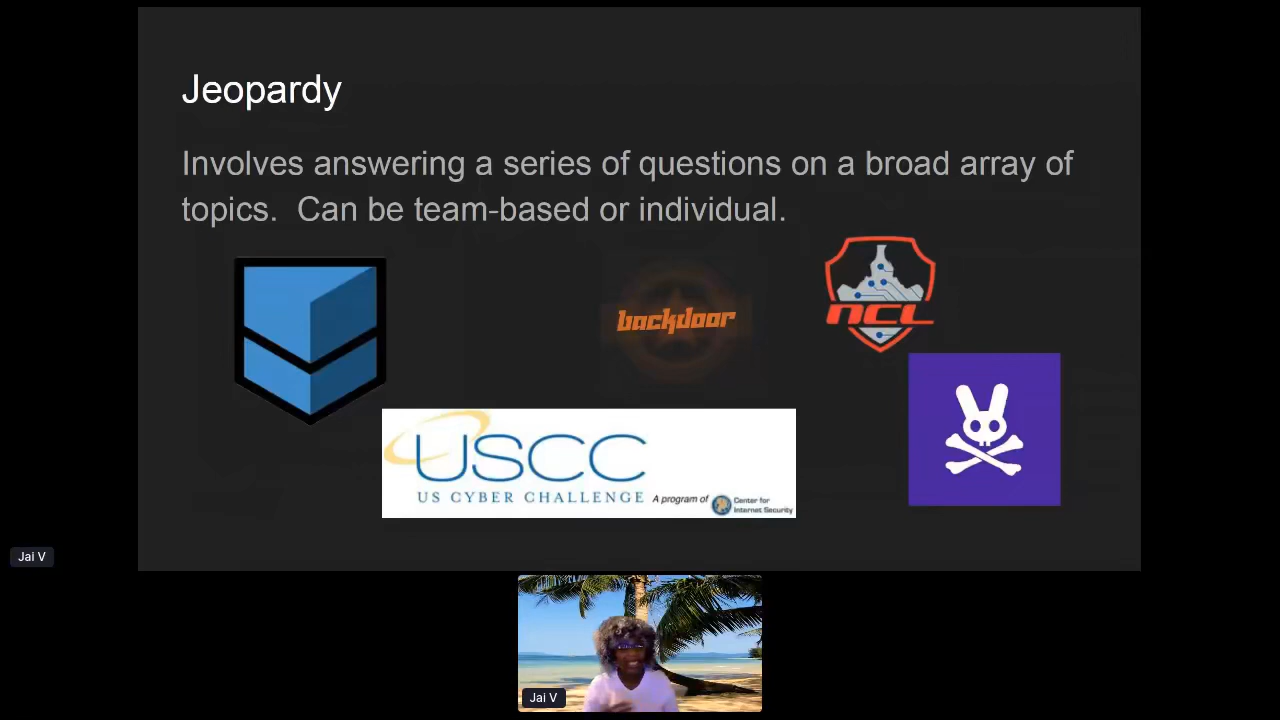 Jeopardy
Involves answering a series of questions on a broad array of
topics. Can be team-based or individual.
backdoor
NCL
USCC
US CYBER CHALLENGE
A program of
Center for
Internet Security
Jai V
Jai V